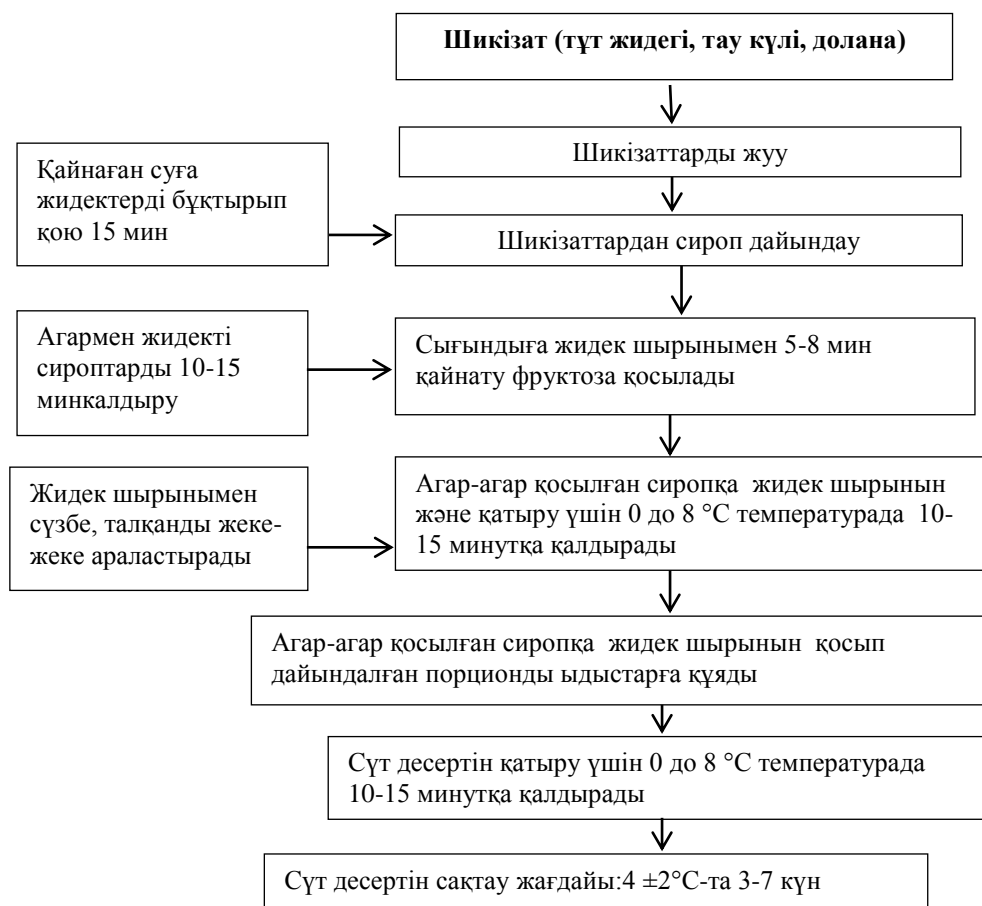 Шикізат (тұт жидегі, тау күлі, долана)
Шикізаттарды жуу
Қайнаған суға
жидектерді бұқтырып
қою 15 мин
Шикізаттардан сироп дайындау
Агармен жидекті
сироптарды 10-15
минкалдыру
Сығындыға жидек шырынымен 5-8 мин
қайнату фруктоза қосылады
Жидек шырынымен
сүзбе, талқанды жеке-
жеке араластырады
Агар-агар қосылған сиропқа жидек шырынын
және қатыру үшін 0 до 8 °С температурада 10-
15 минутқа қалдырады
Агар-агар қосылған сиропқа жидек шырынын қосып
дайындалған порционды ыдыстарға құяды
Сүт десертін қатыру үшін 0 до 8 °С температурада
10-15 минутқа қалдырады
Сүт десертін сақтау жағдайы:4 ±2°С-та 3-7 күн